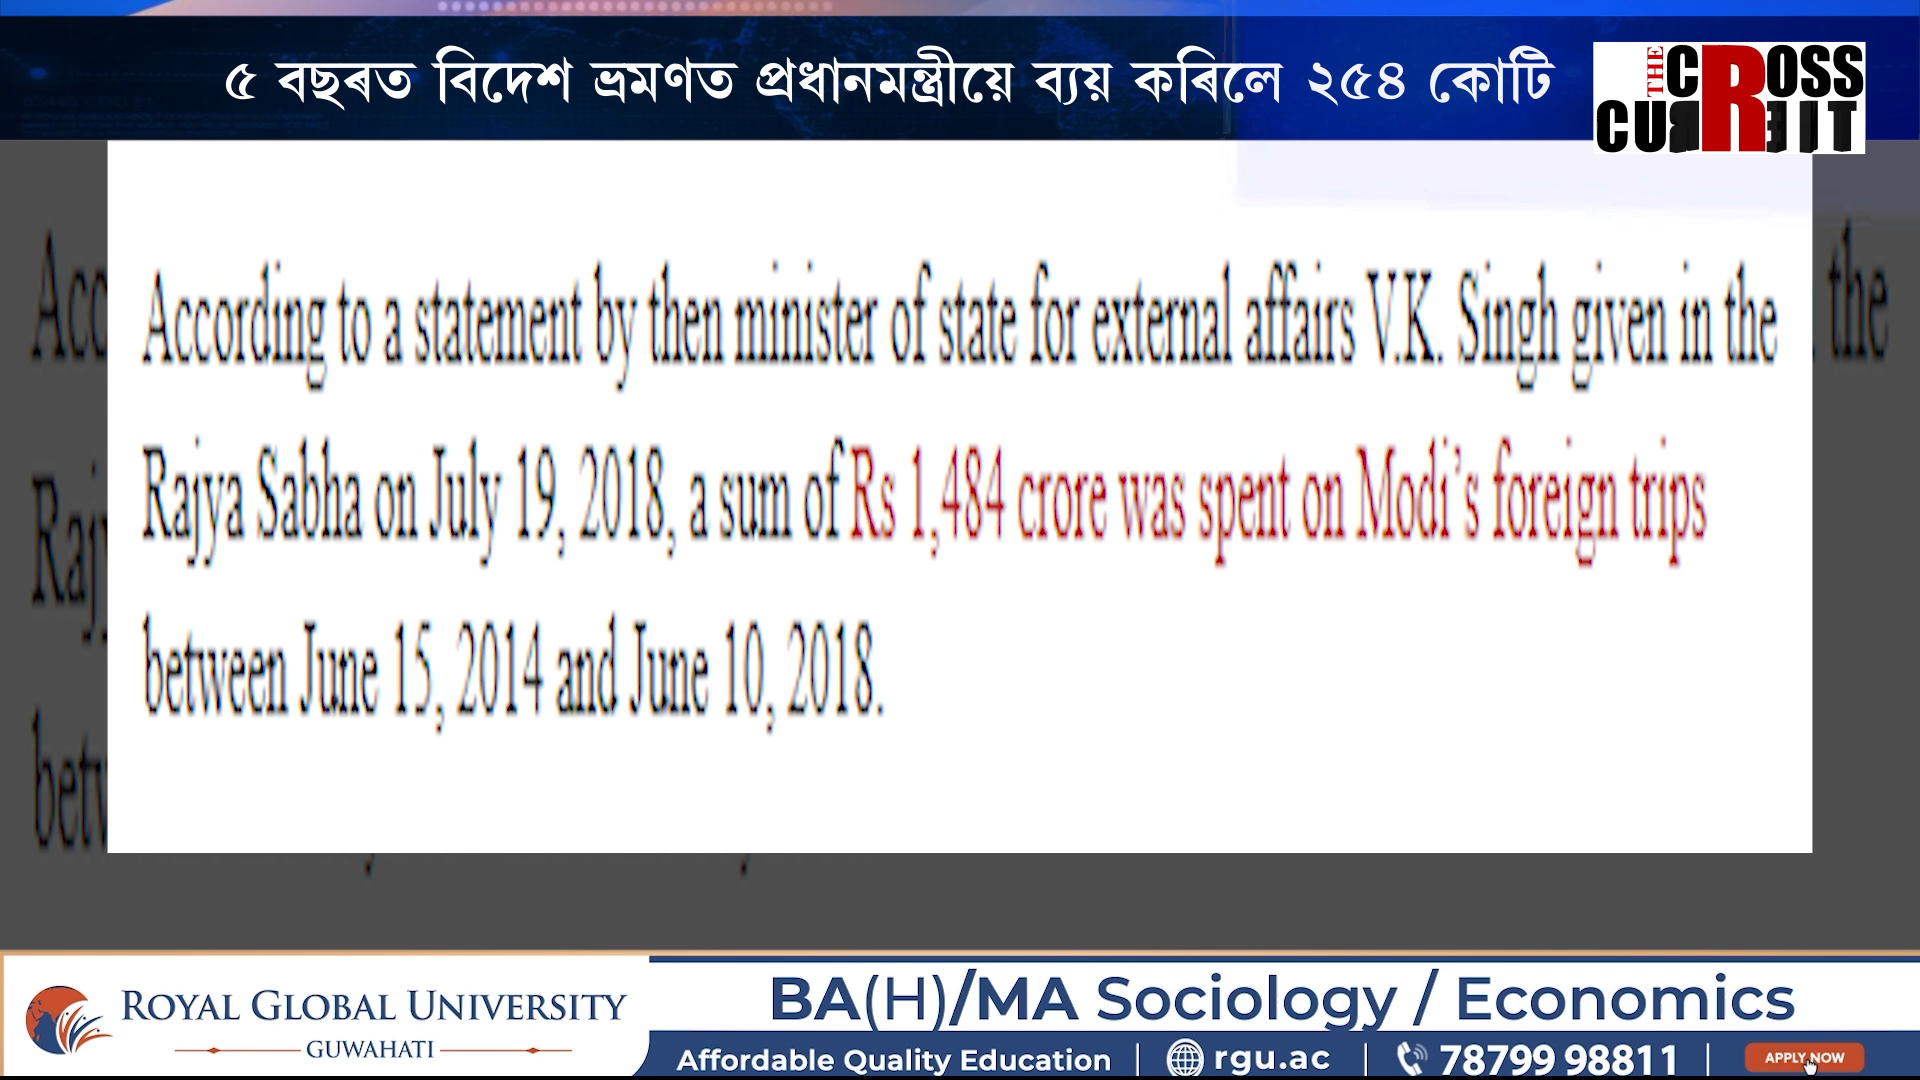 ৫ বছৰত বিদেশ ভ্ৰমণত প্ৰধানমন্ত্ৰীয়ে ব্যয় কৰিলে ২৫৪ কোটি
THE CROSS
CURRENT
According to a statement by then minister of state for external affairs V.K. Singh given in the
Rajya Sabha on July 19, 2018, a sum of Rs 1,484 crore was spent on Modi's foreign trips
between June 15, 2014 and June 10, 2018.
ROYAL GLOBAL UNIVERSITY
GUWAHATI
BA(H)/MA Sociology / Economics
Affordable Quality Education | rgu.ac | 78799 98811 | APPLY NOW